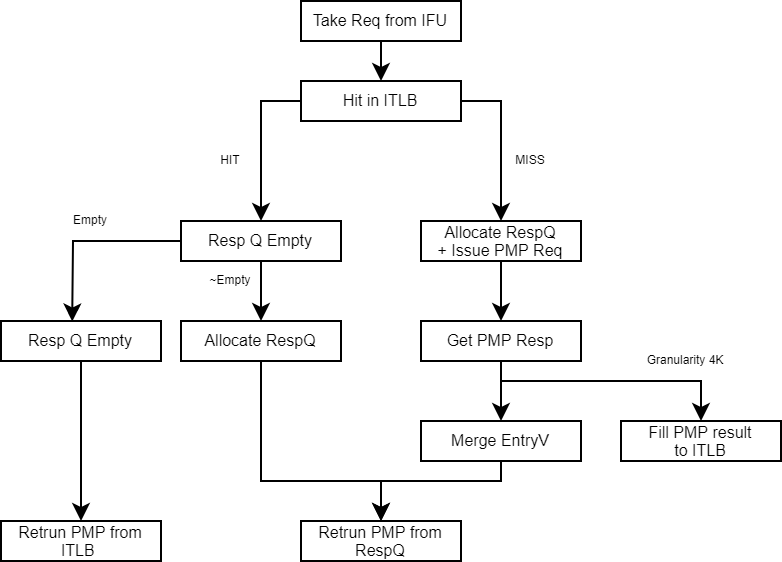 Take Req from IFU
Hit in ITLB
HIT
MISS
Empty
Resp Q Empty
Allocate RespQ
+ Issue PMP Req
~Empty
Resp Q Empty
Allocate RespQ
Get PMP Resp
Granularity 4K
Merge EntryV
Fill PMP result
to ITLB
Retrun PMP from
ITLB
Retrun PMP from
RespQ